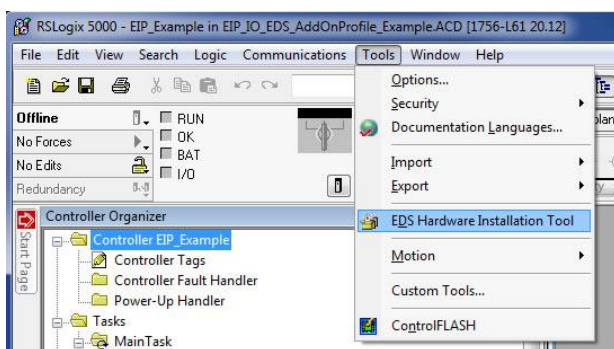 RSLogix 5000 - EIP_Example in EIP_IO_EDS_AddOnProfile_Example.ACD [1756-L61 20.12]
File Edit View Search Logic Communications Tools Window Help
Options...
Security
Documentation Languages...
Import
Export
EDS Hardware Installation Tool
Motion
Custom Tools...
ControlFLASH
Offline
RUN
No Forces
OK
No Edits
BAT
Redundancy
I/O
Start Page
Controller Organizer
Controller EIP_Example
Controller Tags
Controller Fault Handler
Power-Up Handler
Tasks
MainTask